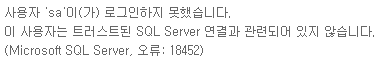 사용자 'sa'이(가) 로그인하지 못했습니다.
이 사용자는 트러스트된 SQL Server 연결과 관련되어 있지 않습니다.
(Microsoft SQL Server, 오류: 18452)